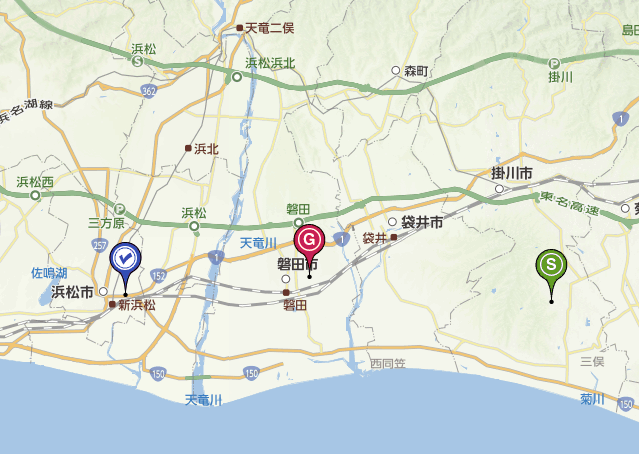 天竜二俣
島田
浜松
S
浜松浜北
森町
P
掛川
362
浜名湖線
1
浜北
掛川市
浜松西
東名高速
P
三方原
浜松
磐田
袋井市
袋井
天竜川
1
G
257
1
152
S
佐鳴湖
磐田市
浜松市
新浜松
磐田
西同笠
三俣
150
150
150
150
天竜川
菊川